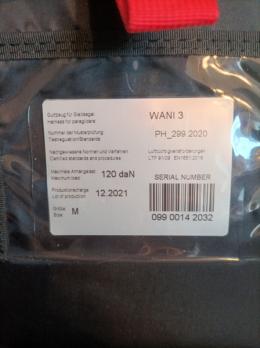 Gurtzeug für Gleitsegel
Harness for paragliders
WANI 3
Nummer der Musterprüfung
Testregulation/Standards
PH_299.2020
Nachgewiesene Normen und Verfahren
Certified standards and procedures
Lufttüchtigkeitsforderungen
LTF 91/09 EN1651:2018
Maximale Anhängelast
Maximum load
120 daN
SERIAL NUMBER
Produktionscharge
Lot of production
12.2021
Größe
Size
M
099 0014 2032